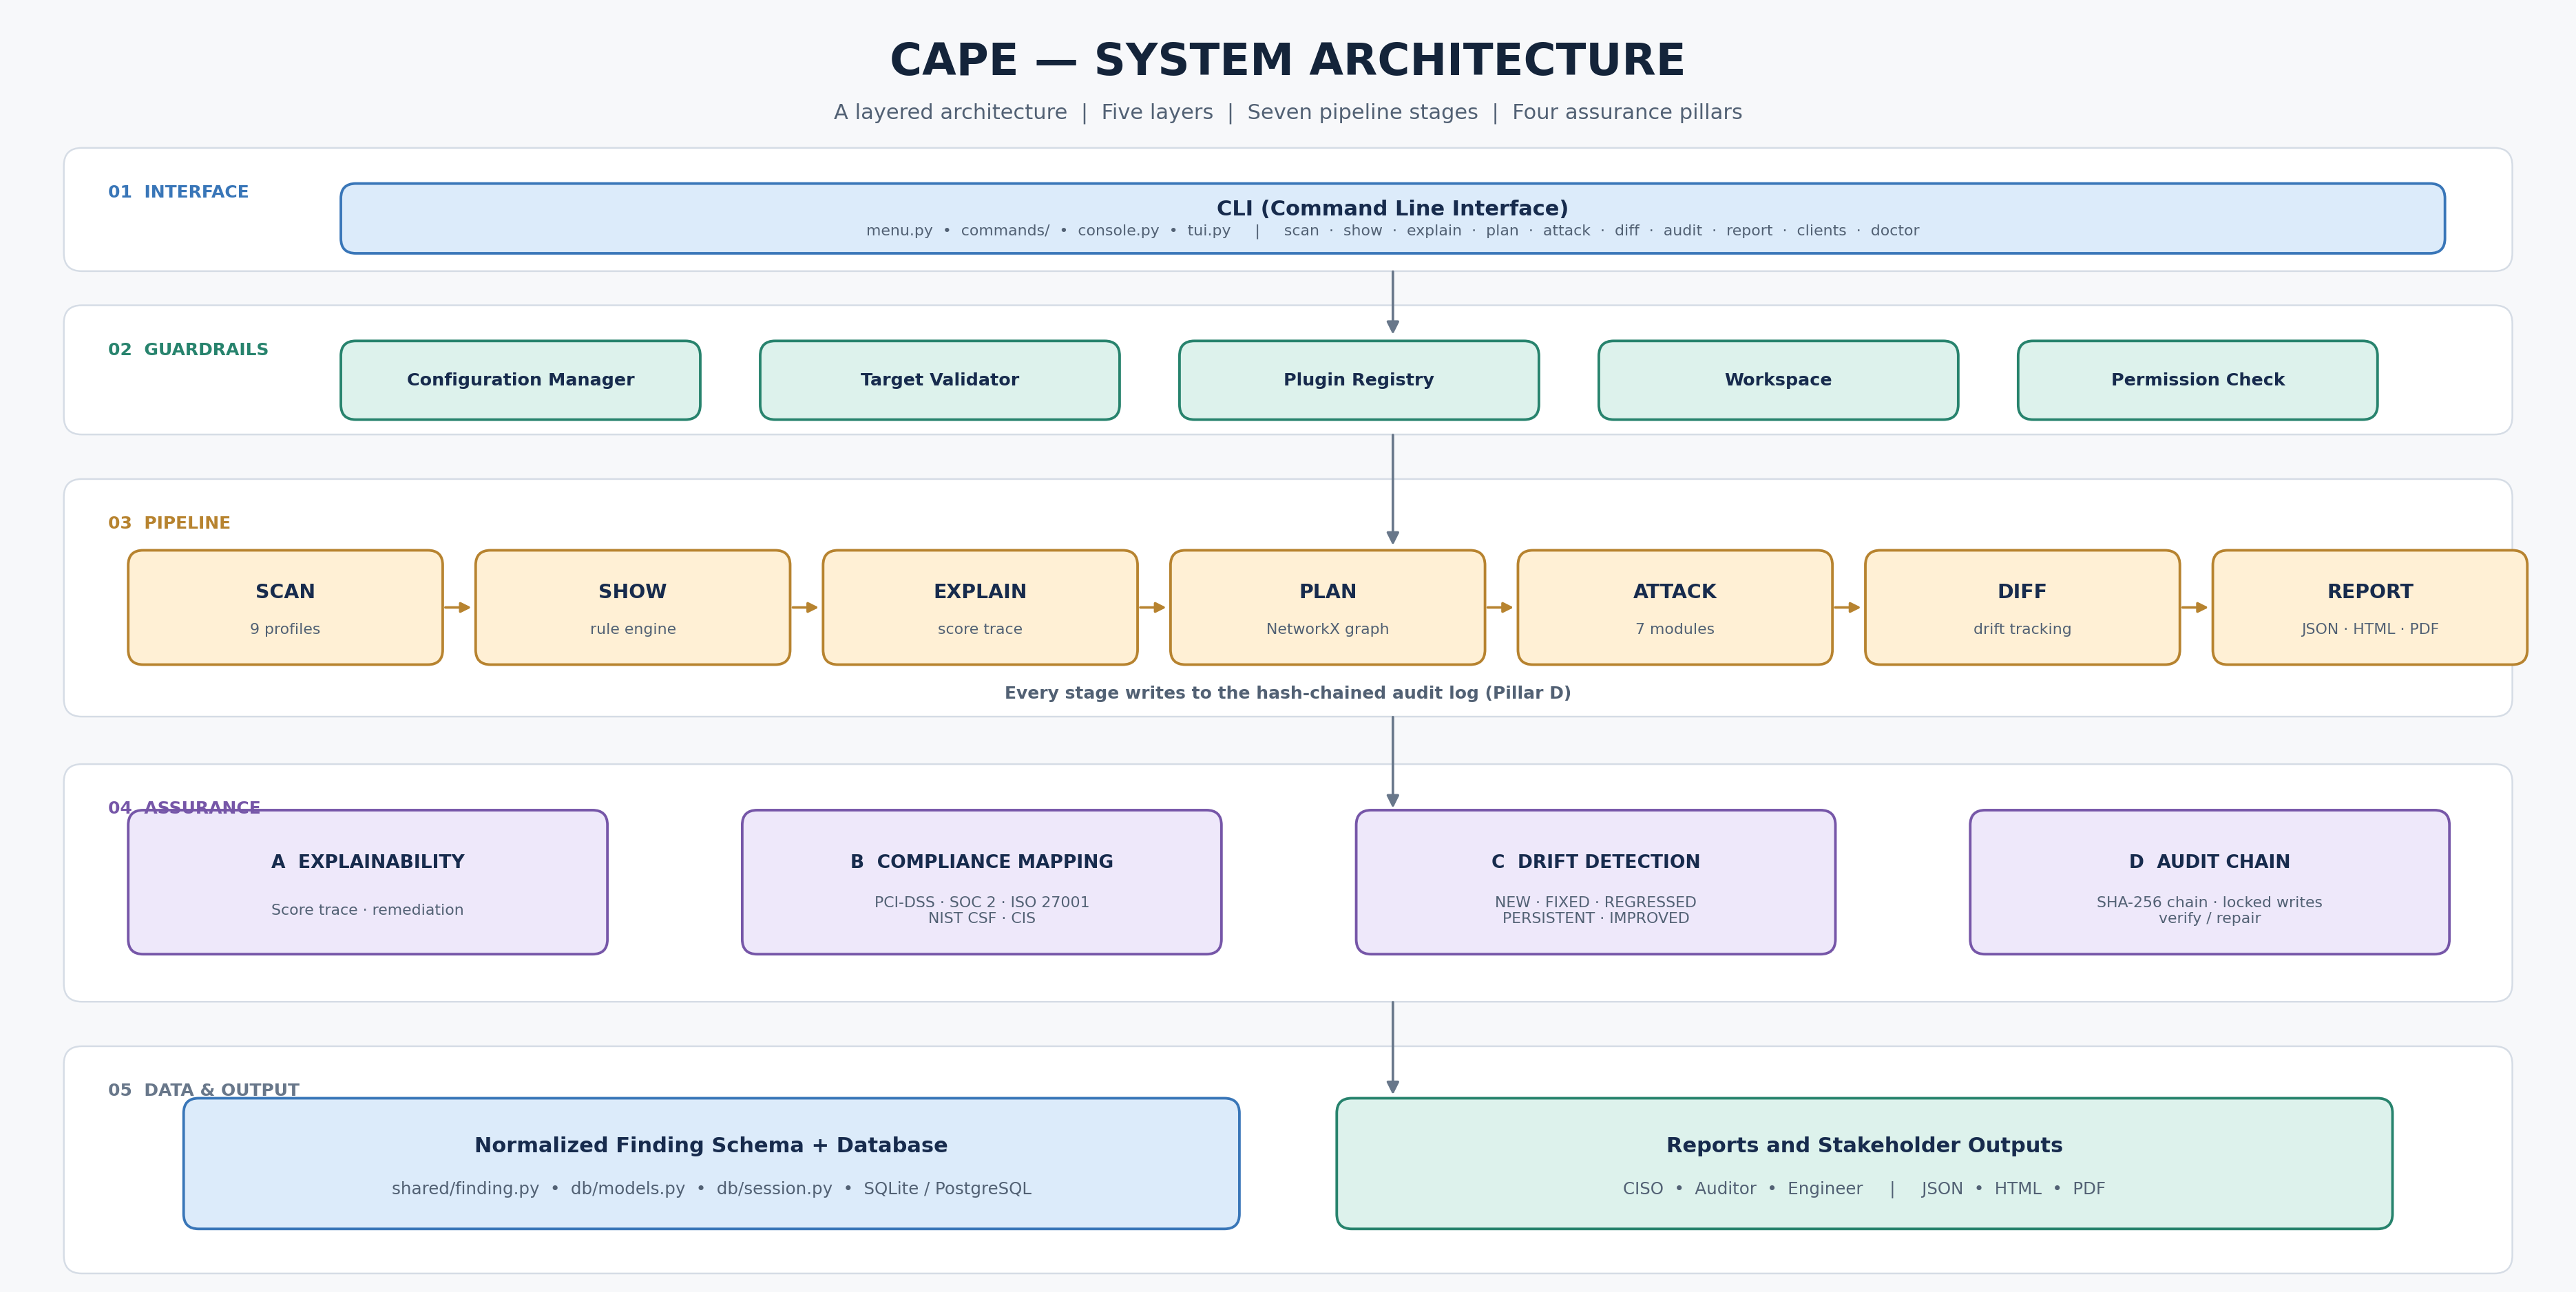 CAPE — SYSTEM ARCHITECTURE
A layered architecture | Five layers | Seven pipeline stages | Four assurance pillars
01 INTERFACE
CLI (Command Line Interface)
menu.py • commands/ • console.py • tui.py | scan · show · explain · plan · attack · diff · audit · report · clients · doctor
02 GUARDRAILS
Configuration Manager
Target Validator
Plugin Registry
Workspace
Permission Check
03 PIPELINE
SCAN
9 profiles
SHOW
rule engine
EXPLAIN
score trace
PLAN
NetworkX graph
ATTACK
7 modules
DIFF
drift tracking
REPORT
JSON · HTML · PDF
Every stage writes to the hash-chained audit log (Pillar D)
04 ASSURANCE
A EXPLAINABILITY
Score trace · remediation
B COMPLIANCE MAPPING
PCI-DSS · SOC 2 · ISO 27001
NIST CSF · CIS
C DRIFT DETECTION
NEW · FIXED · REGRESSED
PERSISTENT · IMPROVED
D AUDIT CHAIN
SHA-256 chain · locked writes
verify / repair
05 DATA & OUTPUT
Normalized Finding Schema + Database
shared/finding.py • db/models.py • db/session.py • SQLite / PostgreSQL
Reports and Stakeholder Outputs
CISO • Auditor • Engineer | JSON • HTML • PDF